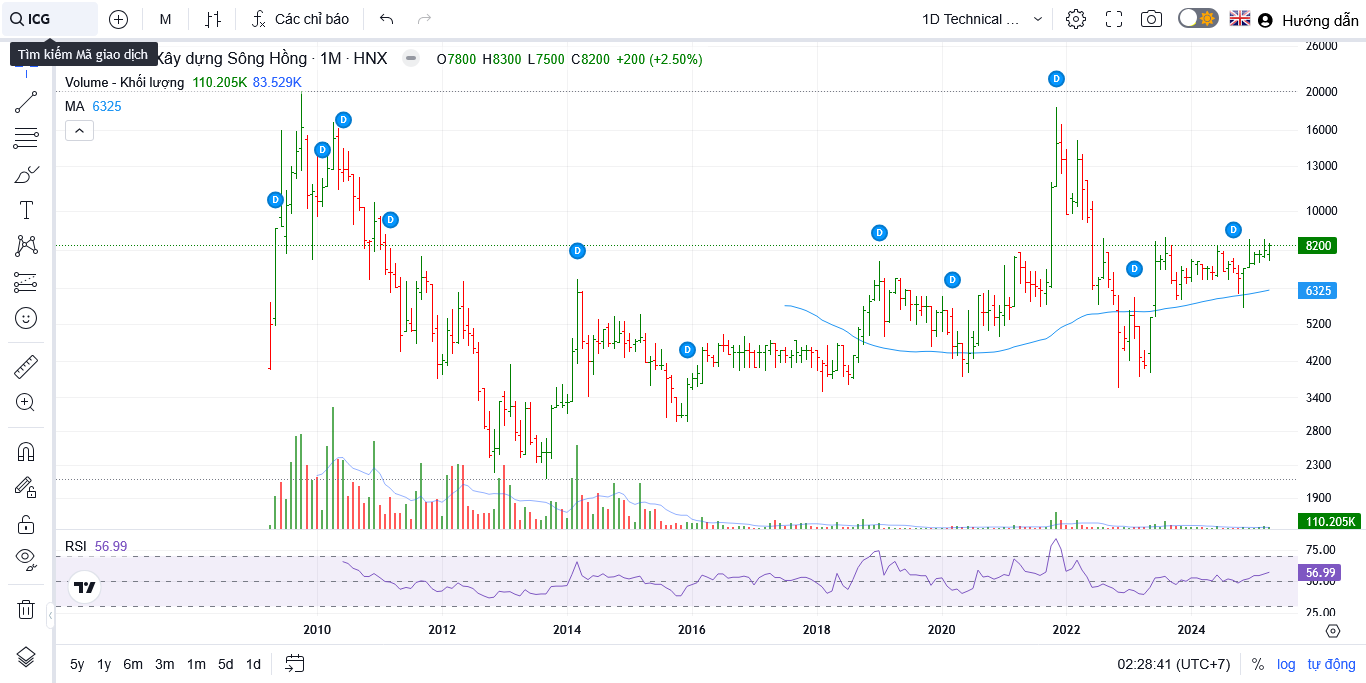 ICG
M
Các chỉ báo
1D Technical ...
Hướng dẫn
Tìm kiếm Mã giao dịch
Xây dựng Sông Hồng · 1M · HNX
O7800 H8300 L7500 C8200 +200 (+2.50%)
Volume - Khối lượng 110.205K 83.529K
MA 6325
26000
20000
16000
13000
10000
8200
6325
5200
4200
3400
2800
2300
1900
110.205K
D
D
D
D
D
D
D
D
D
D
D
RSI 56.99
75.00
56.99
25.00
2010
2012
2014
2016
2018
2020
2022
2024
5y 1y 6m 3m 1m 5d 1d
02:28:41 (UTC+7)
% log tự động